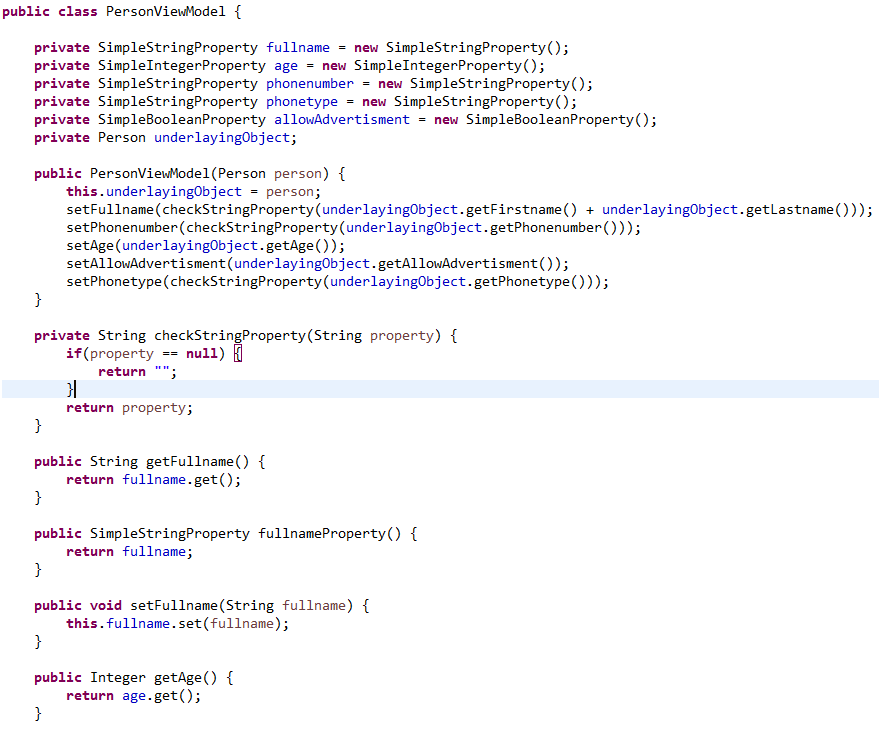 public class PersonViewModel {
private SimpleStringProperty fullname = new SimpleStringProperty();
private SimpleIntegerProperty age = new SimpleIntegerProperty();
private SimpleStringProperty phonenumber = new SimpleStringProperty();
private SimpleStringProperty phonetype = new SimpleStringProperty();
private SimpleBooleanProperty allowAdvertisment = new SimpleBooleanProperty();
private Person underlayingObject;
public PersonViewModel(Person person) {
this.underlayingObject = person;
setFullname(checkStringProperty(underlayingObject.getFirstname() + underlayingObject.getLastname()));
setPhonenumber(checkStringProperty(underlayingObject.getPhonenumber()));
setAge(underlayingObject.getAge());
setAllowAdvertisment(underlayingObject.getAllowAdvertisment());
setPhonetype(checkStringProperty(underlayingObject.getPhonetype()));
}
private String checkStringProperty(String property) {
if(property == null) {
return "";
}
return property;
}
public String getFullname() {
return fullname.get();
}
public SimpleStringProperty fullnameProperty() {
return fullname;
}
public void setFullname(String fullname) {
this.fullname.set(fullname);
}
public Integer getAge() {
return age.get();
}